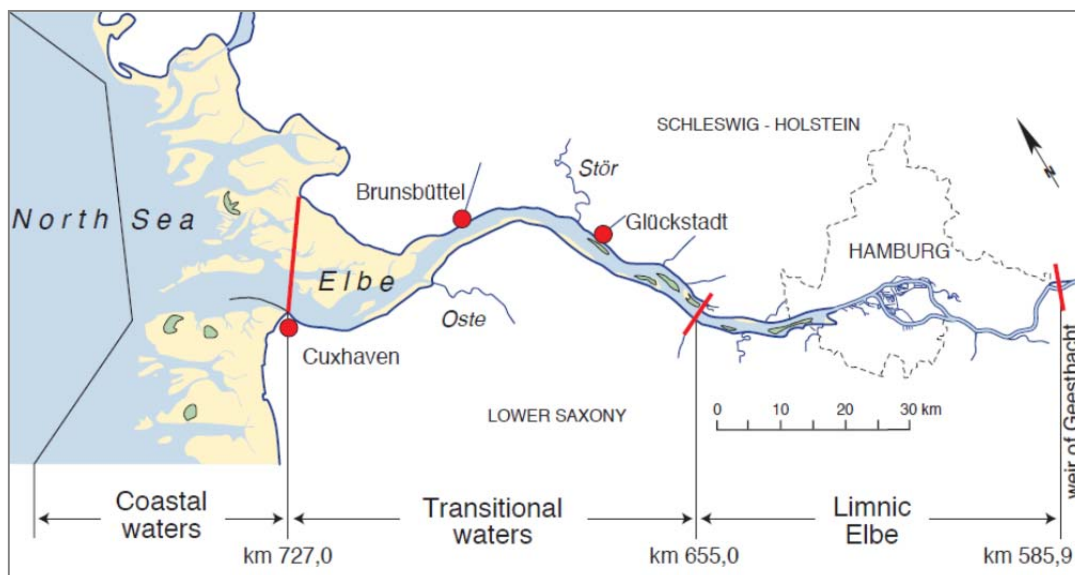 SCHLESWIG - HOLSTEIN
N
Stör
Brunsbüttel
Glückstadt
North Sea
HAMBURG
Elbe
Oste
Cuxhaven
LOWER SAXONY
0 10 20 30 km
weir of Geesthacht
Coastal
waters
Transitional
waters
Limnic
Elbe
km 727,0
km 655,0
km 585,9